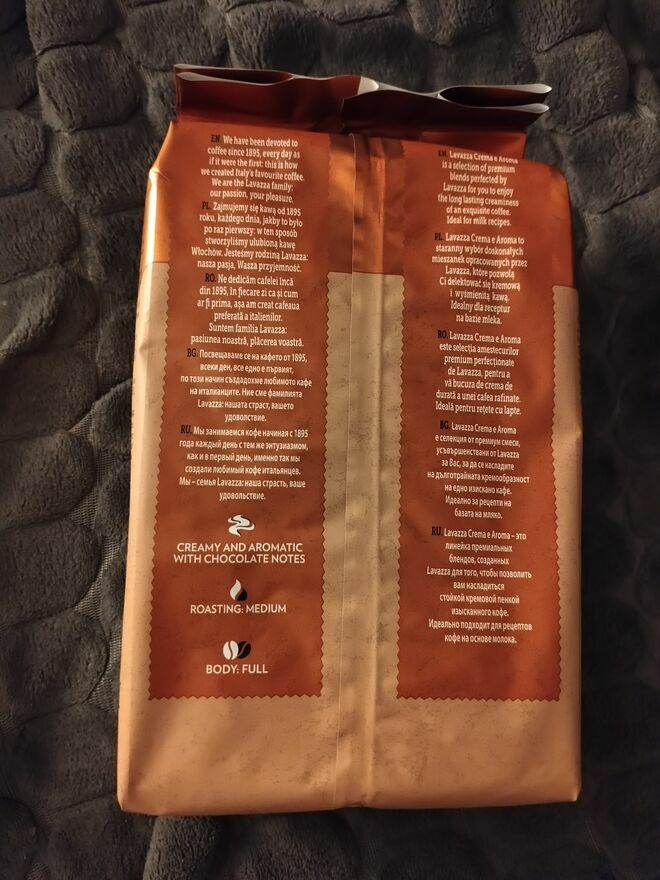 EN. We have been devoted to
coffee since 1895, every day as
if it were the first: this is how
we created Italy's favourite coffee.
We are the Lavazza family:
our passion, your pleasure.
PL. Zajmujemy się kawą od 1895
roku, każdego dnia, jakby to było
po raz pierwszy: w ten sposób
stworzyliśmy ulubioną kawę
Włochów. Jesteśmy rodziną Lavazza:
nasza pasja, Wasza przyjemność.
RO. Ne dedicăm cafelei încă
din 1895, în fiecare zi ca și cum
ar fi prima, așa am creat cafeaua
preferată a italienilor.
Suntem familia Lavazza:
pasiunea noastră, plăcerea voastră.
BG. Посвещаваме се на кафето от 1895,
всеки ден, все едно е първият,
по този начин създадохме любимото кафе
на италианците. Ние сме фамилията
Lavazza: нашата страст, вашето
удоволствие.
RU. Мы занимаемся кофе начиная с 1895
года каждый день с тем же энтузиазмом,
как и в первый день, именно так мы
создали любимый кофе итальянцев.
Мы – семья Lavazza: наша страсть, ваше
удовольствие.
CREAMY AND AROMATIC
WITH CHOCOLATE NOTES
ROASTING: MEDIUM
BODY: FULL
EN. Lavazza Crema e Aroma
is a selection of premium
blends perfected by
Lavazza for you to enjoy
the long lasting creaminess
of an exquisite coffee.
Ideal for milk recipes.
PL. Lavazza Crema e Aroma to
staranny wybór doskonałych
mieszanek opracowanych przez
Lavazza, które pozwolą
Ci delektować się kremową
i wyśmienitą kawą.
Idealny dla receptur
na bazie mleka.
RO. Lavazza Crema e Aroma
este selecția amestecurilor
premium perfecționate
de Lavazza, pentru a
vă bucura de crema de
durată a unei cafea rafinate.
Ideală pentru rețete cu lapte.
BG. Lavazza Crema e Aroma
е селекция от премиум смеси,
усъвършенствани от Lavazza
за Вас, за да се насладите
на дълготрайната кремообразност
на едно изискано кафе.
Идеално за рецепти на
базата на мляко.
RU. Lavazza Crema e Aroma – это
линейка премиальных
блендов, созданных
Lavazza для того, чтобы позволить
вам насладиться
стойкой кремовой пенкой
изысканного кофе.
Идеально подходит для рецептов
кофе на основе молока.